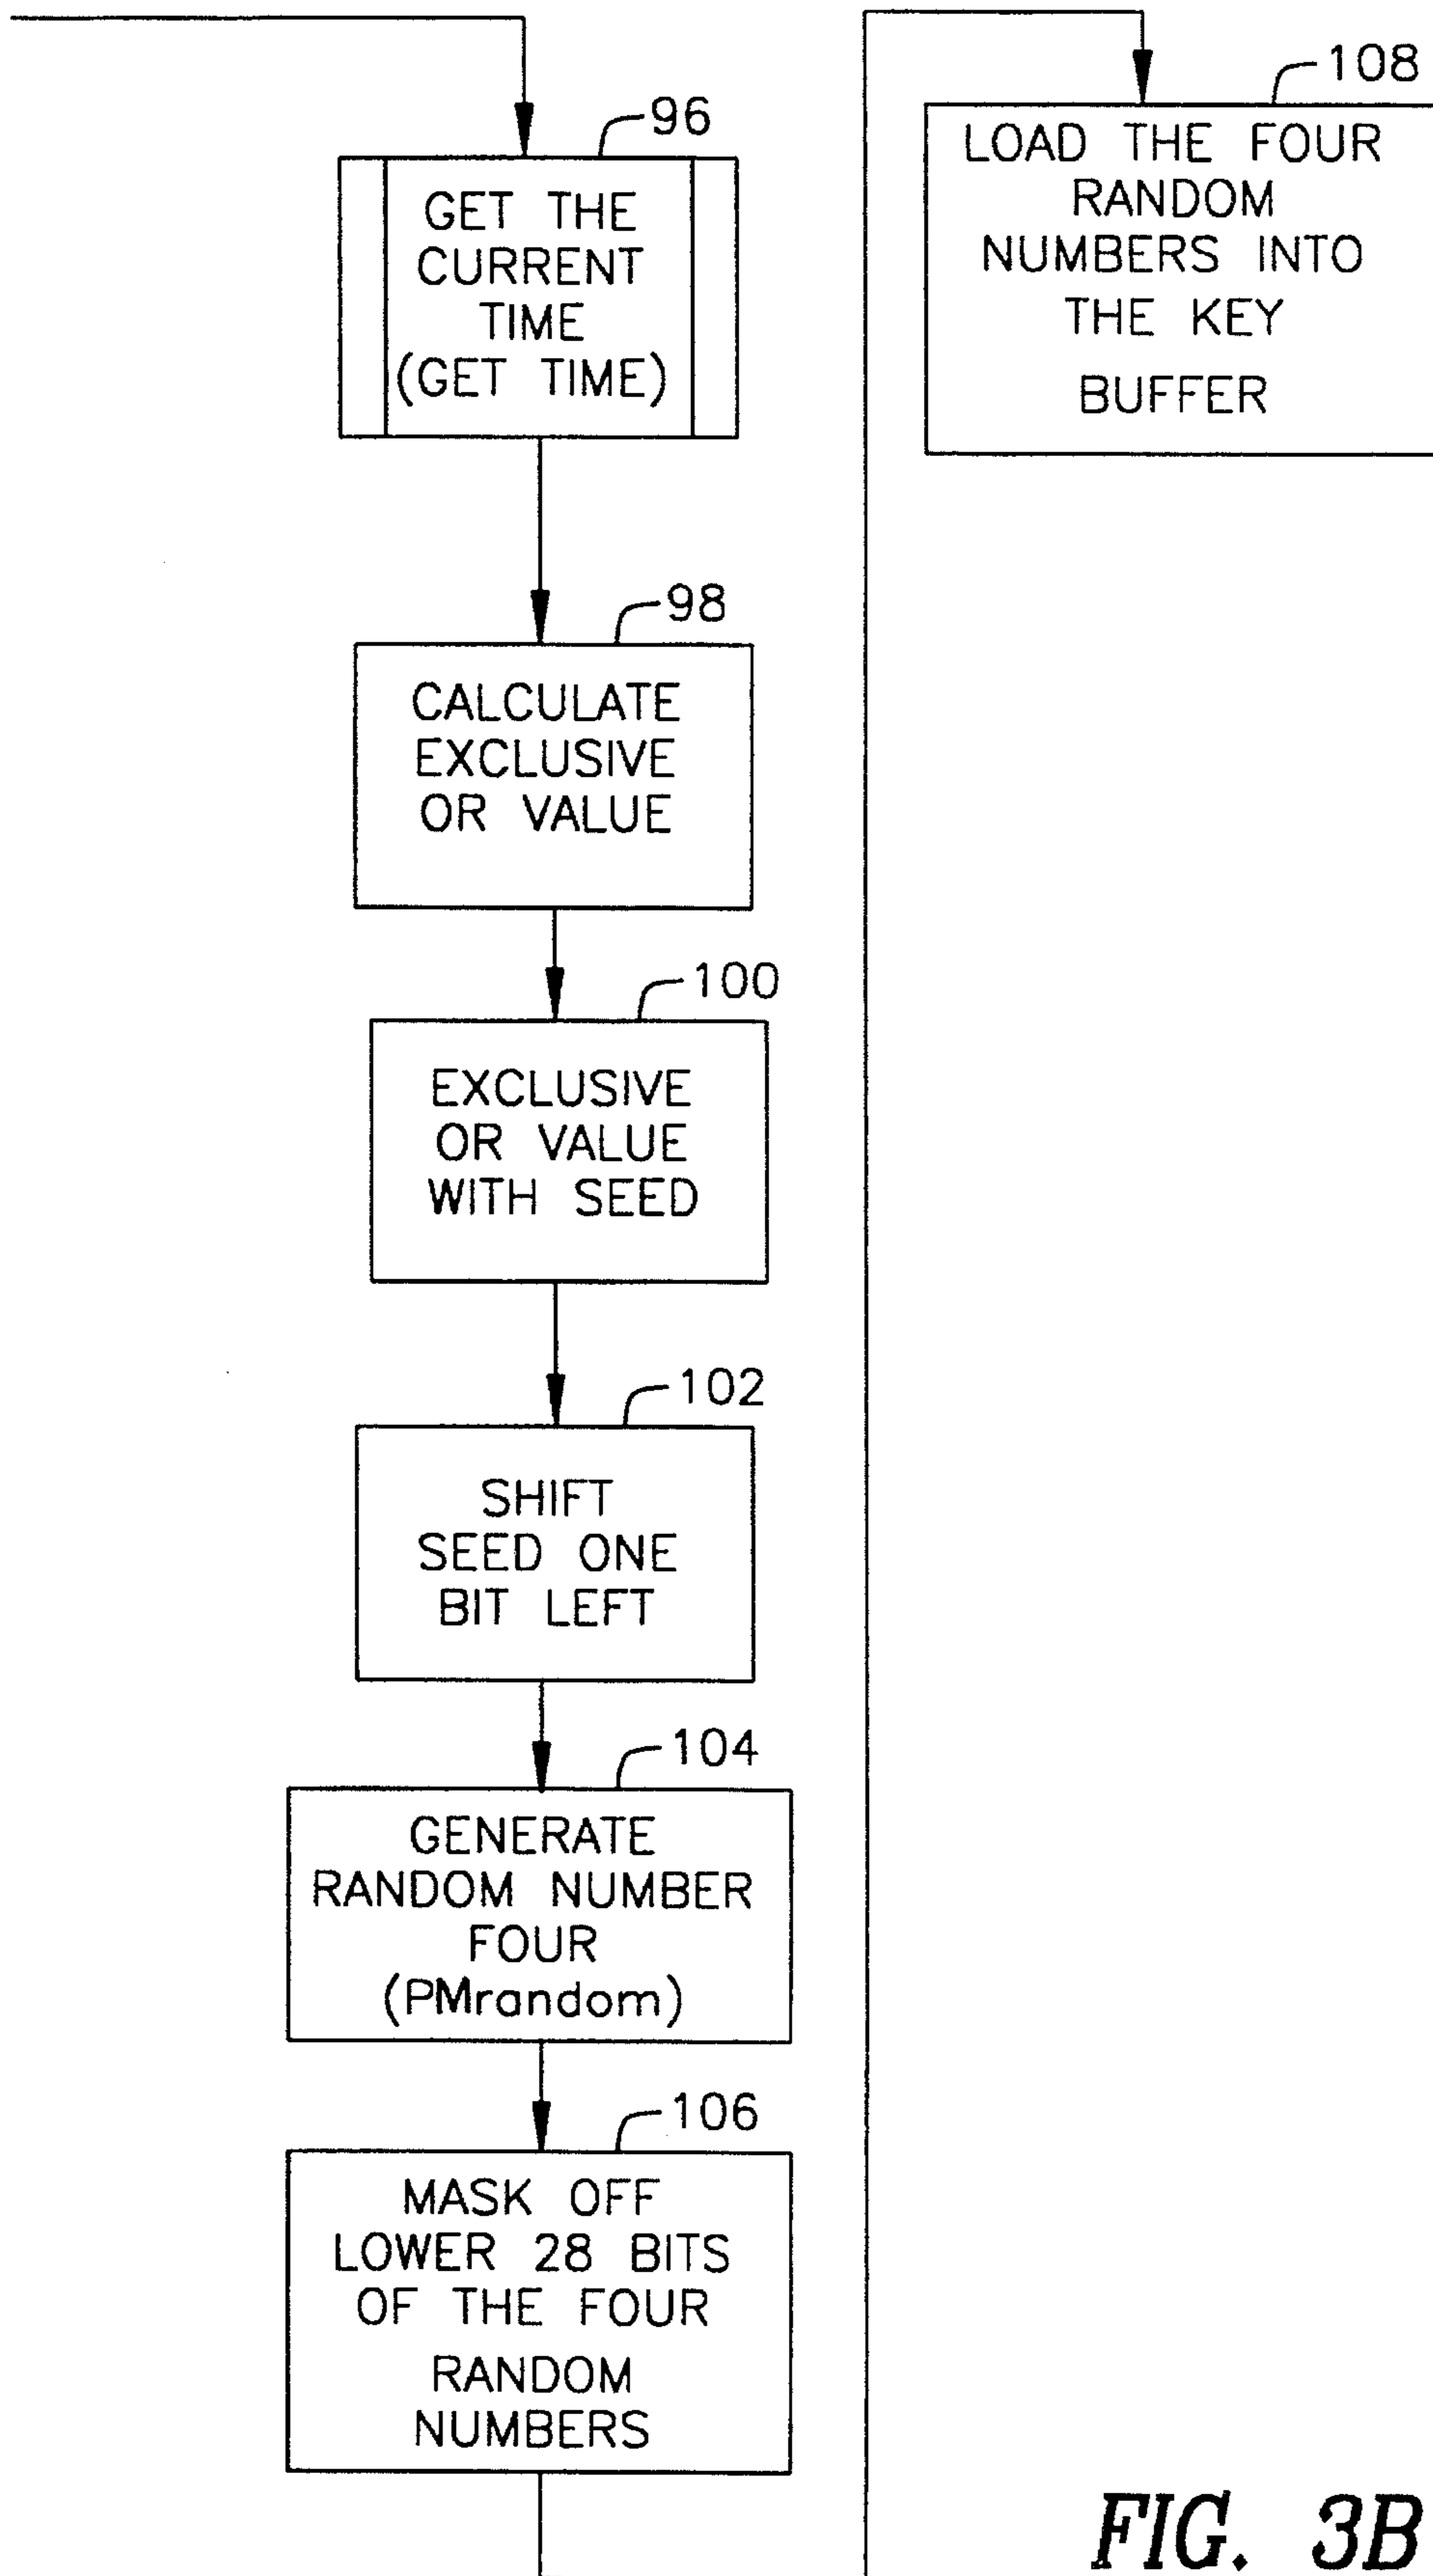 96
GET THE
CURRENT
TIME
(GET TIME)
98
CALCULATE
EXCLUSIVE
OR VALUE
100
EXCLUSIVE
OR VALUE
WITH SEED
102
SHIFT
SEED ONE
BIT LEFT
104
GENERATE
RANDOM NUMBER
FOUR
(PMrandom)
106
MASK OFF
LOWER 28 BITS
OF THE FOUR
RANDOM
NUMBERS
108
LOAD THE FOUR
RANDOM
NUMBERS INTO
THE KEY
BUFFER
FIG. 3B